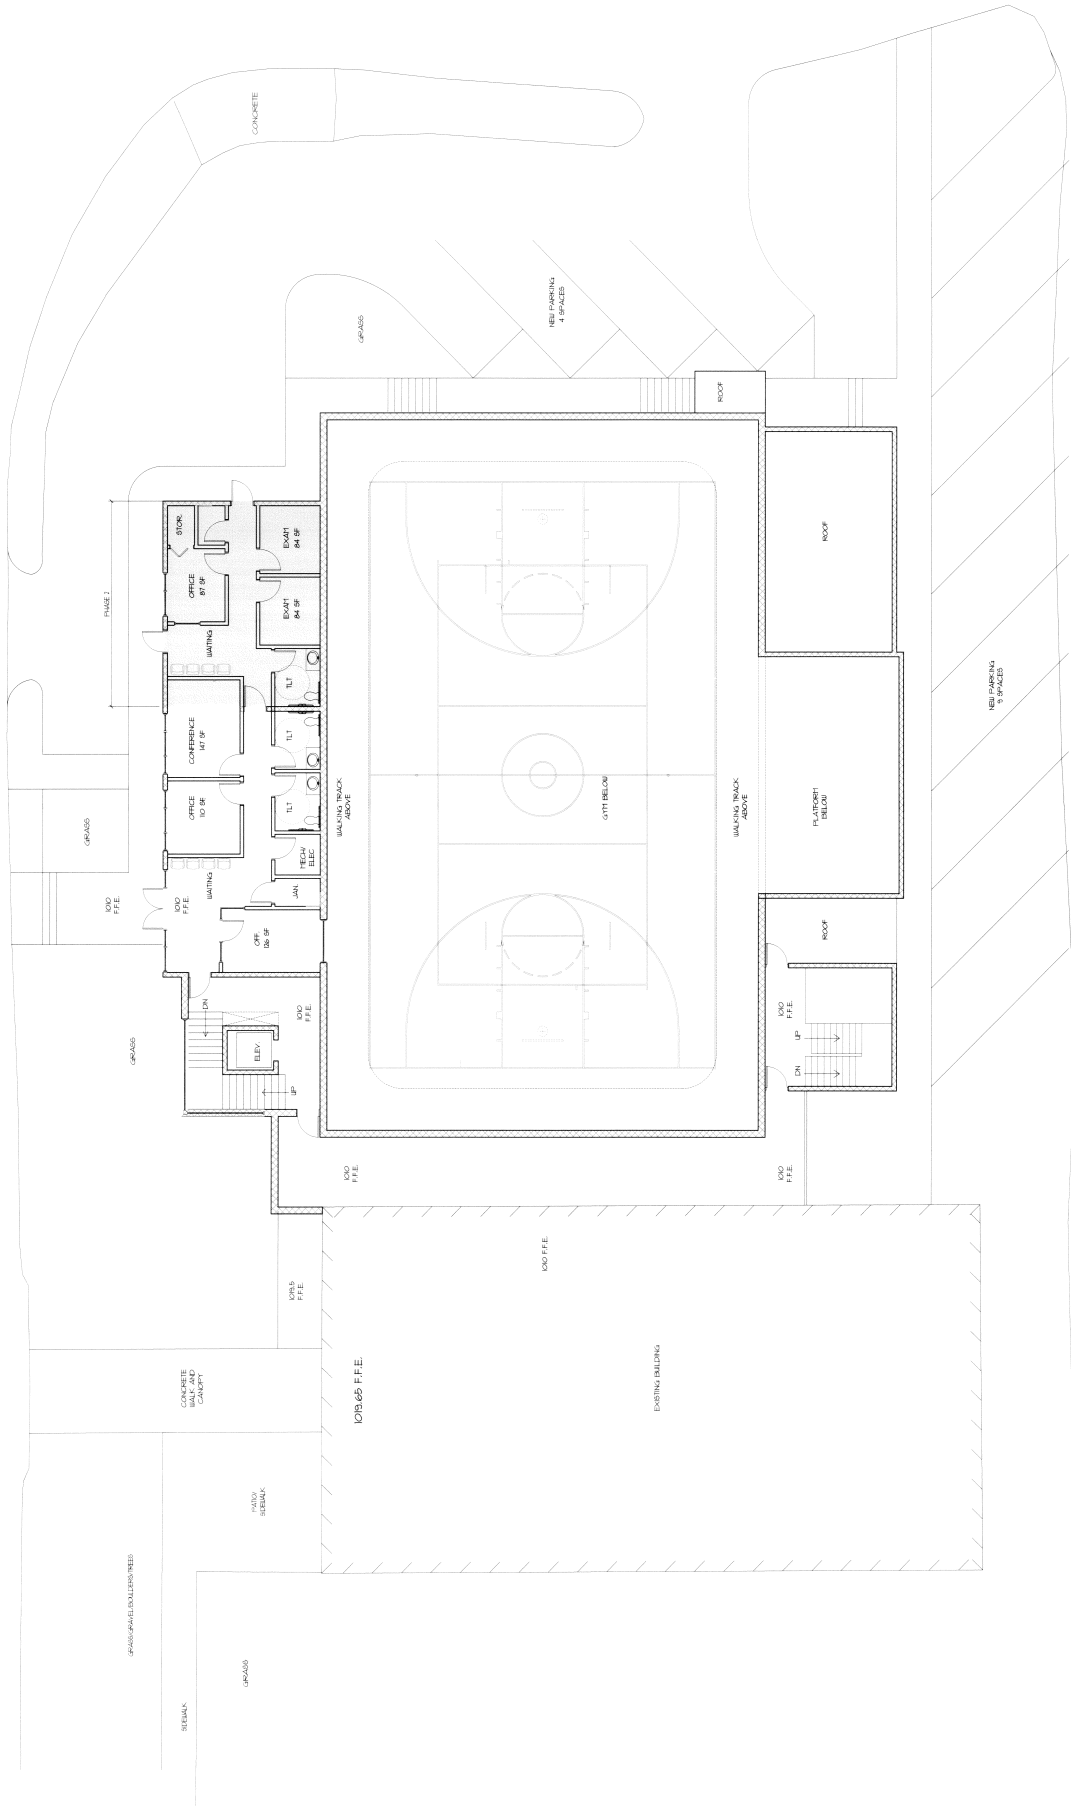 CONCRETE
NEW PARKING
4 SPACES
GRASS
ROOF
STOR.
EXAM
84 SF
ROOF
OFFICE
87 SF
EXAM
84 SF
PHASE 2
WAITING
TLT
NEW PARKING
9 SPACES
CONFERENCE
147 SF
TLT
OFFICE
110 SF
TLT
WALKING TRACK
ABOVE
GYM BELOW
WALKING TRACK
ABOVE
PLATFORM
BELOW
GRASS
MECH/
ELEC
WAITING
JAN.
1010
F.F.E.
1010
F.F.E.
OFF.
126 SF
ROOF
DN
1010
F.F.E.
1010
F.F.E.
GRASS
ELEV.
UP
UP
DN
1010
F.F.E.
1010
F.F.E.
1010 F.F.E.
1019.5
F.F.E.
CONCRETE
WALK AND
CANOPY
1019.65 F.F.E.
EXISTING BUILDING
PATIO/
SIDEWALK
GRASS/GRAVEL/BOULDERS/TREES
GRASS
SIDEWALK